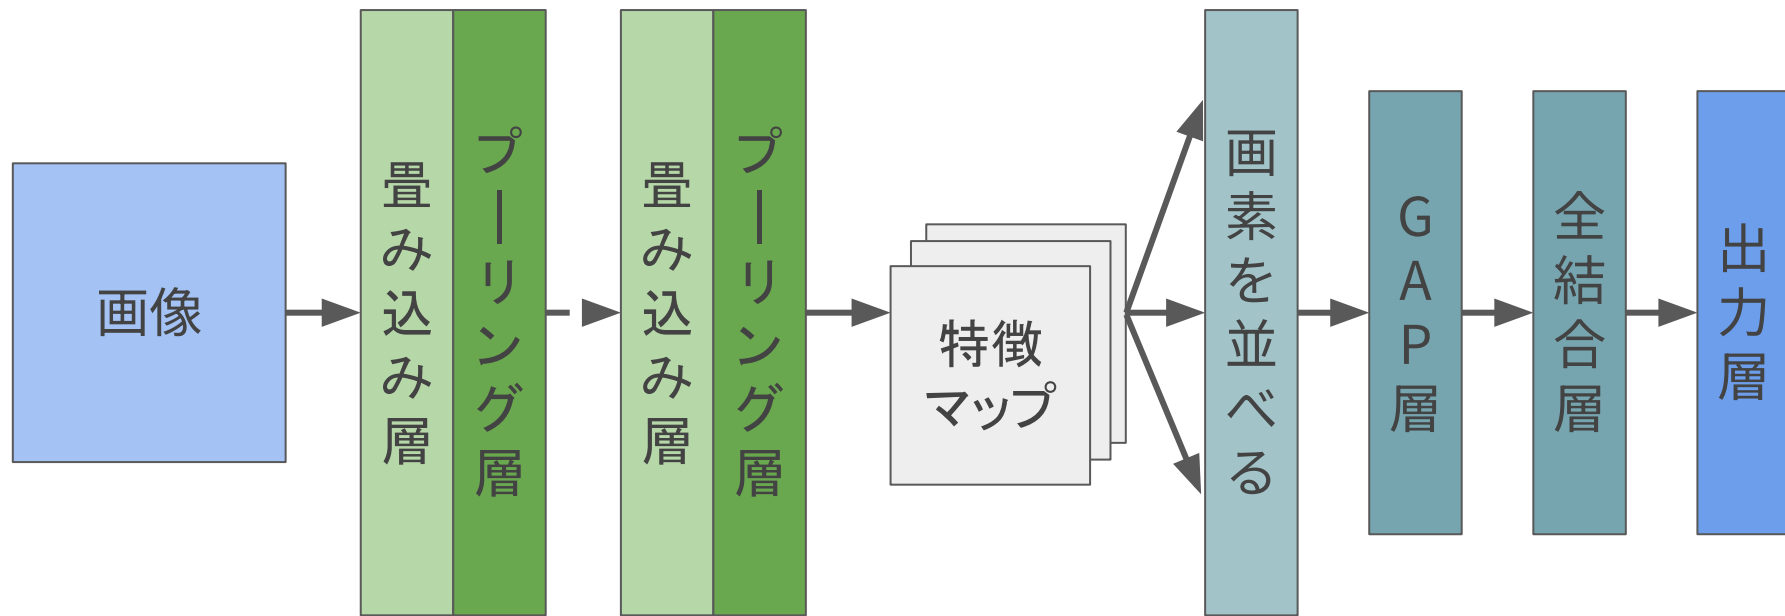 画像
畳み込み層
プーリング層
畳み込み層
プーリング層
特徴
マップ
画素を並べる
GAP層
全結合層
出力層